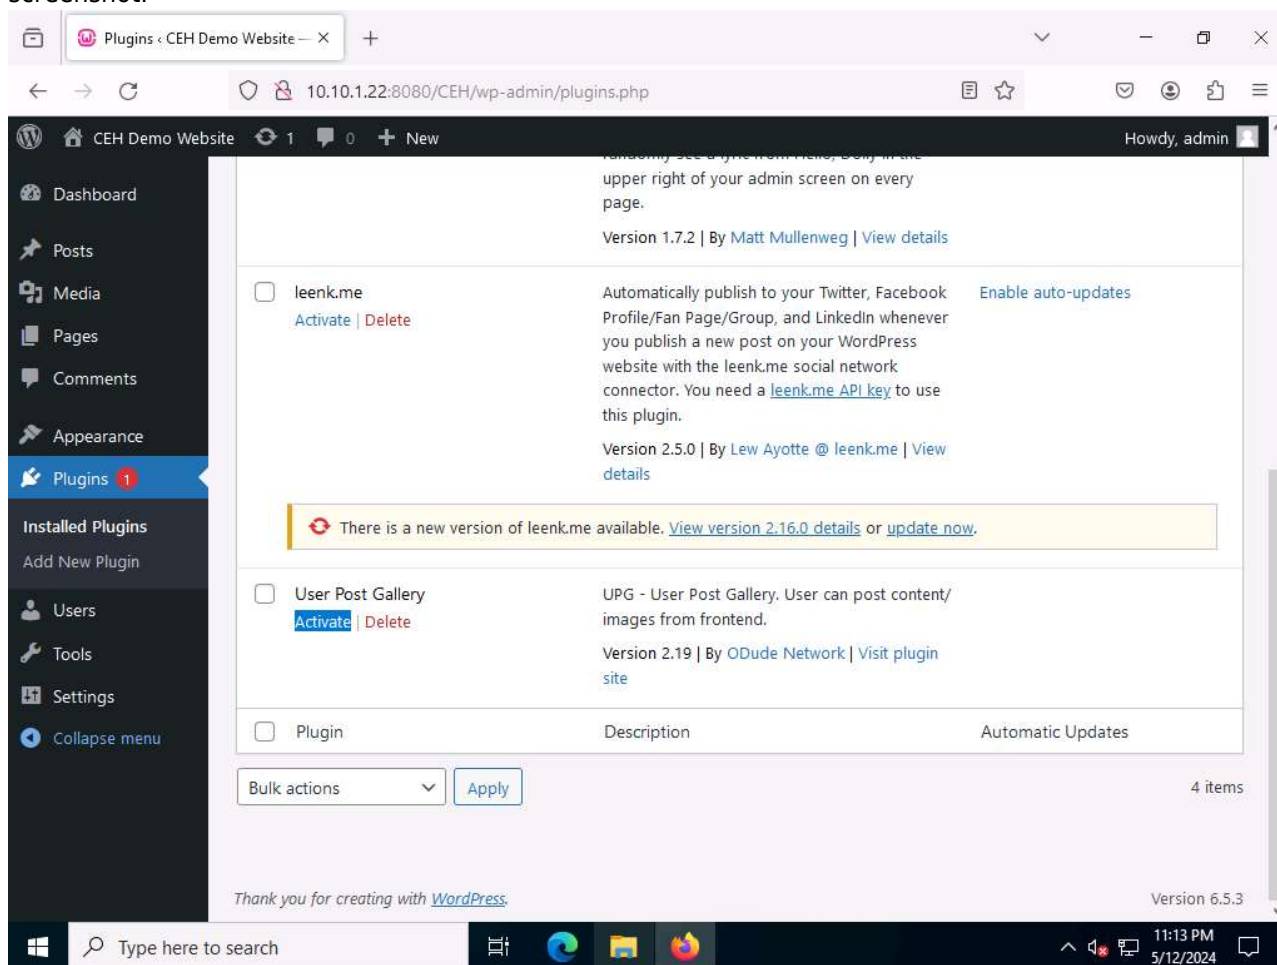 screenshot.
Plugins ‹ CEH Demo Website —
10.10.1.22:8080/CEH/wp-admin/plugins.php
CEH Demo Website 1 0 + New Howdy, admin
Dashboard
Posts
Media
Pages
Comments
Appearance
Plugins 1
Installed Plugins
Add New Plugin
Users
Tools
Settings
Collapse menu
randomly see a lyric from Hello, Dolly in the
upper right of your admin screen on every
page.
Version 1.7.2 | By Matt Mullenweg | View details
leenk.me
Activate | Delete
Automatically publish to your Twitter, Facebook
Profile/Fan Page/Group, and LinkedIn whenever
you publish a new post on your WordPress
website with the leenk.me social network
connector. You need a leenk.me API key to use
this plugin.
Version 2.5.0 | By Lew Ayotte @ leenk.me | View
details
Enable auto-updates
There is a new version of leenk.me available. View version 2.16.0 details or update now.
User Post Gallery
Activate | Delete
UPG - User Post Gallery. User can post content/
images from frontend.
Version 2.19 | By ODude Network | Visit plugin
site
Plugin Description Automatic Updates
Bulk actions Apply 4 items
Thank you for creating with WordPress. Version 6.5.3
Type here to search
11:13 PM
5/12/2024